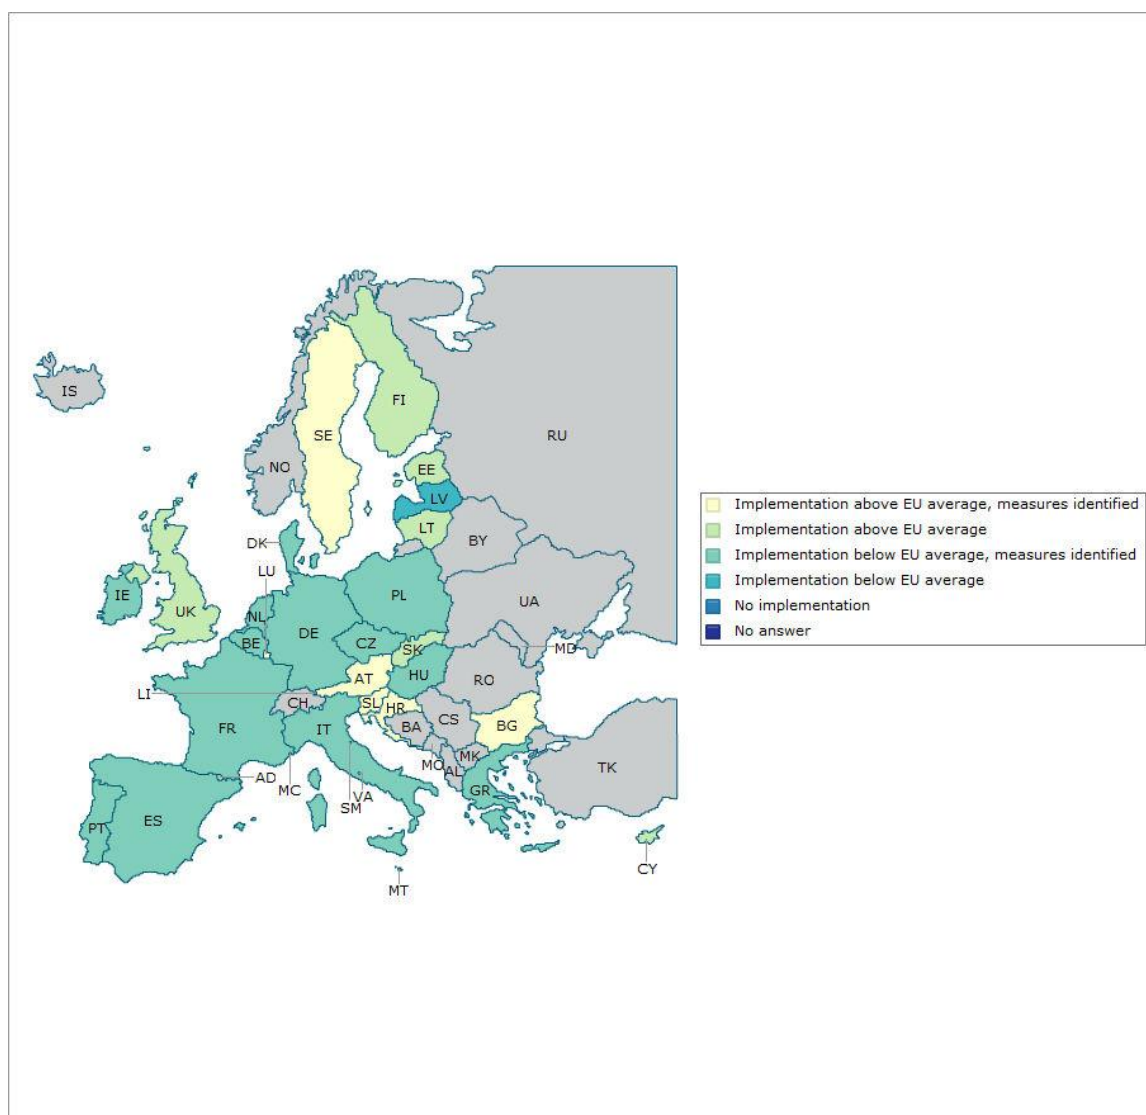 IS
FI
SE
RU
NO
EE
LV
LT
DK
BY
LU
IE
UK
NL
PL
UA
DE
BE
CZ
SK
MD
LI
AT
HU
RO
CH
SL
HR
FR
IT
BA
CS
BG
MO
MK
AL
TK
AD
MC
SM
VA
GR
PT
ES
CY
MT
Implementation above EU average, measures identified
Implementation above EU average
Implementation below EU average, measures identified
Implementation below EU average
No implementation
No answer